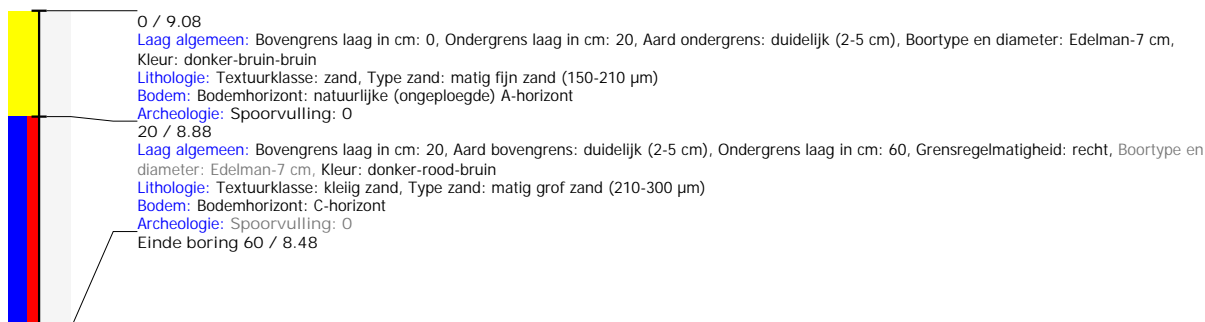 0 / 9.08
Laag algemeen: Bovengrens laag in cm: 0, Ondergrens laag in cm: 20, Aard ondergrens: duidelijk (2-5 cm), Boortype en diameter: Edelman-7 cm,
Kleur: donker-bruin-bruin
Lithologie: Textuurklasse: zand, Type zand: matig fijn zand (150-210 µm)
Bodem: Bodemhorizont: natuurlijke (ongeploegde) A-horizont
Archeologie: Spoorvulling: 0
20 / 8.88
Laag algemeen: Bovengrens laag in cm: 20, Aard bovengrens: duidelijk (2-5 cm), Ondergrens laag in cm: 60, Grensregelmatigheid: recht, Boortype en
diameter: Edelman-7 cm, Kleur: donker-rood-bruin
Lithologie: Textuurklasse: kleiig zand, Type zand: matig grof zand (210-300 µm)
Bodem: Bodemhorizont: C-horizont
Archeologie: Spoorvulling: 0
Einde boring 60 / 8.48